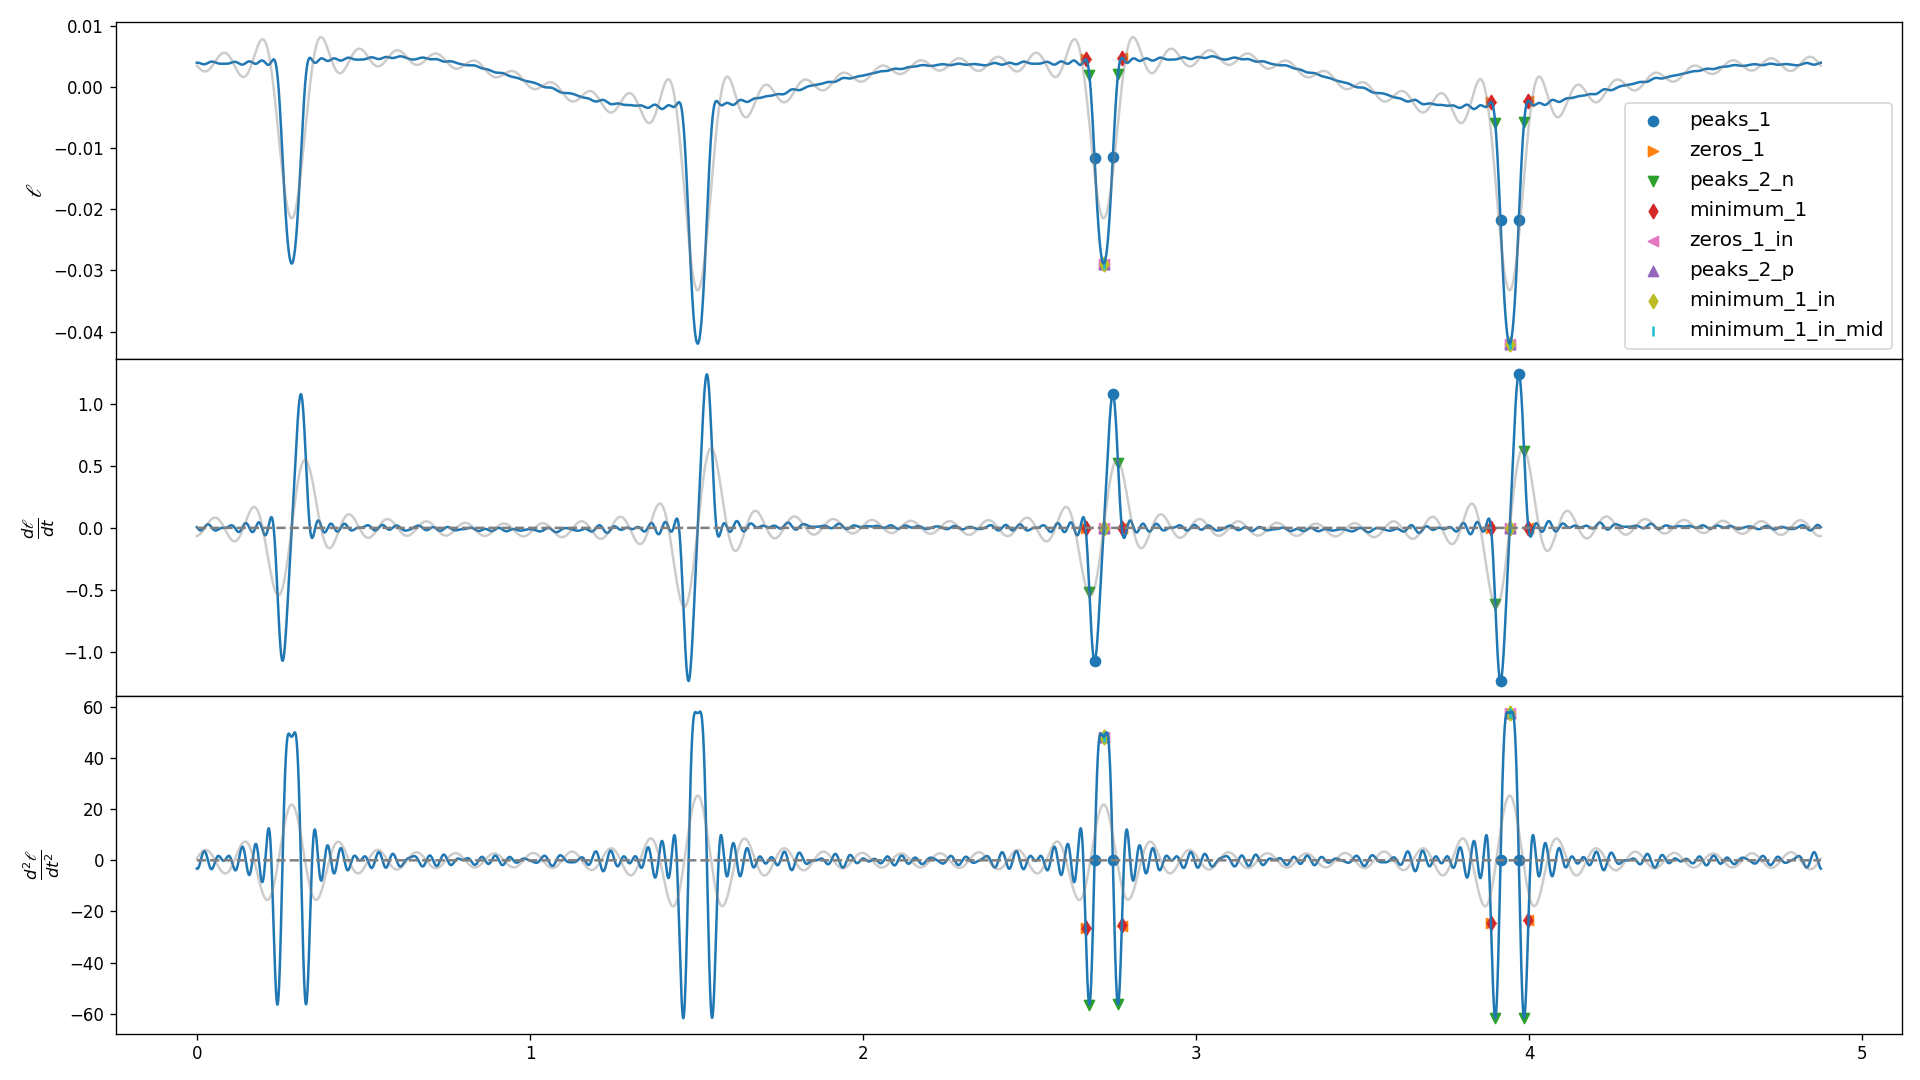 0.01
0.00
−0.01
−0.02
−0.03
−0.04
ℓ
peaks_1
zeros_1
peaks_2_n
minimum_1
zeros_1_in
peaks_2_p
minimum_1_in
minimum_1_in_mid
1.0
0.5
0.0
−0.5
−1.0
dℓ
dt
60
40
20
0
−20
−40
−60
d²ℓ
dt²
0 1 2 3 4 5